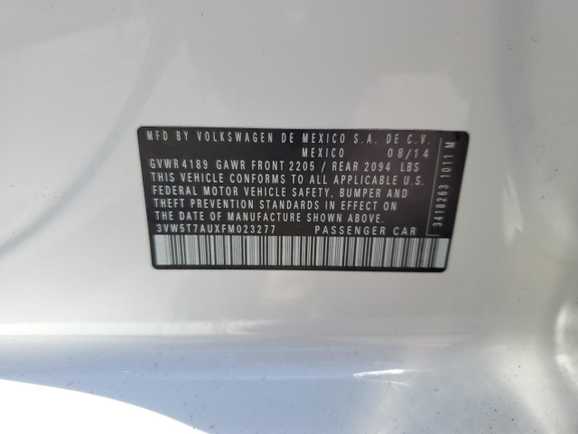 MFD BY VOLKSWAGEN DE MEXICO S.A. DE C.V.
MEXICO 08/14
GVWR 4189 GAWR FRONT 2205 / REAR 2094 LBS
THIS VEHICLE CONFORMS TO ALL APPLICABLE U.S.
FEDERAL MOTOR VEHICLE SAFETY, BUMPER AND
THEFT PREVENTION STANDARDS IN EFFECT ON
THE DATE OF MANUFACTURE SHOWN ABOVE.
3VW5T7AUXFM023277 PASSENGER CAR
3418263 1011 M